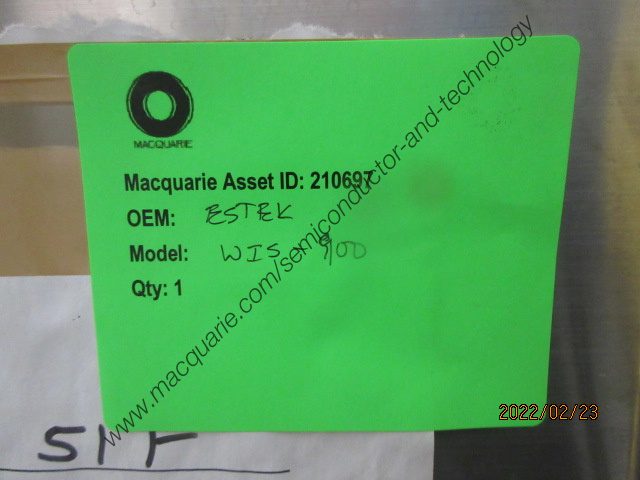 MACQUARIE
Macquarie Asset ID: 210697
OEM: ESTEK
Model: WIS - 900
Qty: 1
www.macquarie.com/semiconductor-and-technology
2022/02/23